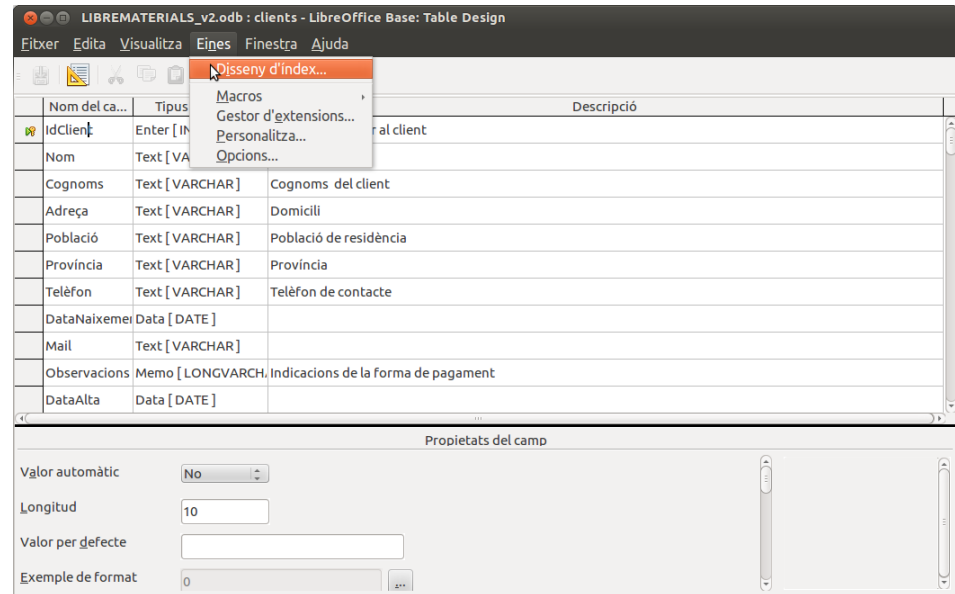 LIBREMATERIALS_v2.odb : clients - LibreOffice Base: Table Design
Fitxer Edita Visualitza Eines Finestra Ajuda
Disseny d'índex...
Macros
Gestor d'extensions...
Personalitza...
Opcions...
Nom del ca... Tipus Descripció
IdClient Enter [ IN r al client
Nom Text [ VA
Cognoms Text [ VARCHAR ] Cognoms del client
Adreça Text [ VARCHAR ] Domicili
Població Text [ VARCHAR ] Població de residència
Província Text [ VARCHAR ] Província
Telèfon Text [ VARCHAR ] Telèfon de contacte
DataNaixemen Data [ DATE ]
Mail Text [ VARCHAR ]
Observacions Memo [ LONGVARCHA Indicacions de la forma de pagament
DataAlta Data [ DATE ]
Propietats del camp
Valor automàtic No
Longitud 10
Valor per defecte
Exemple de format 0 ...